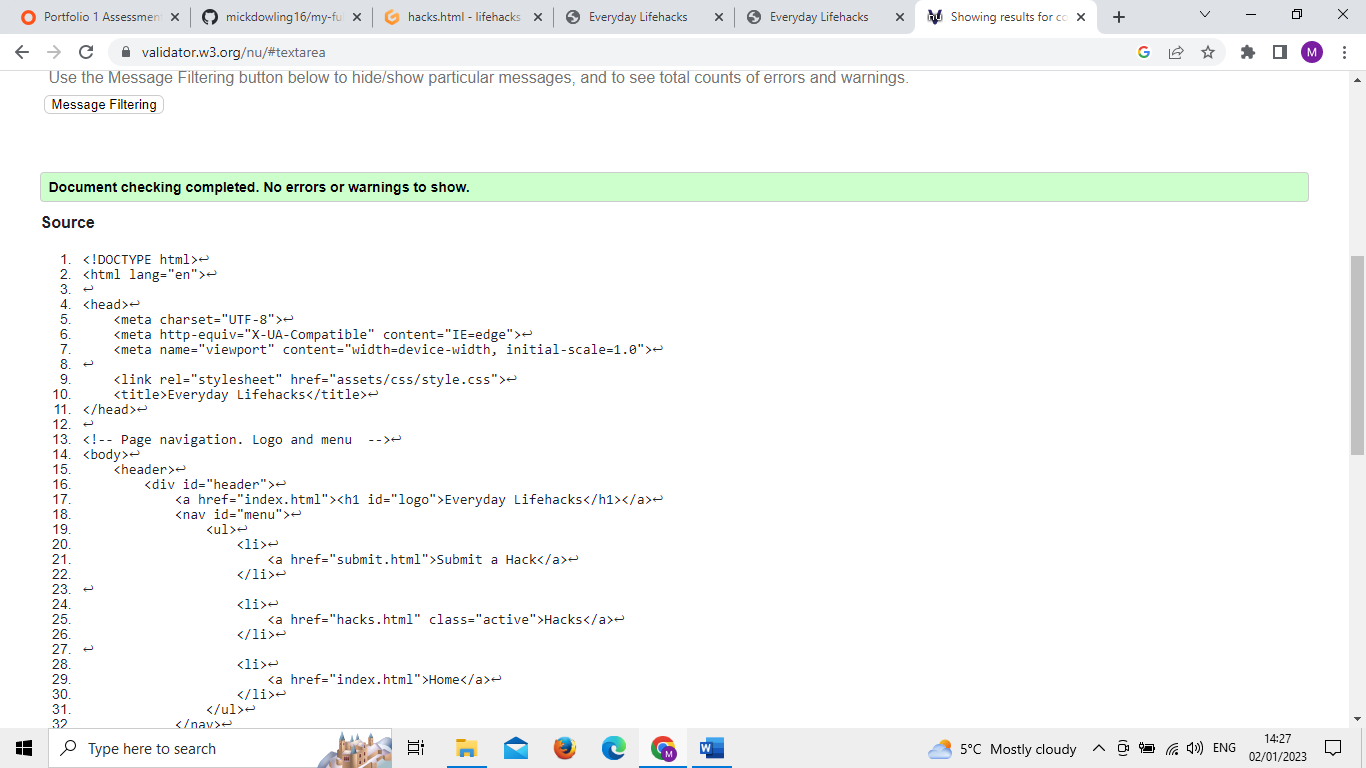 Portfolio 1 Assessmen
mickdowling16/my-ful
hacks.html - lifehacks
Everyday Lifehacks
Everyday Lifehacks
nu Showing results for co
validator.w3.org/nu/#textarea
M
Use the Message Filtering button below to hide/show particular messages, and to see total counts of errors and warnings.
Message Filtering
Document checking completed. No errors or warnings to show.
Source
1. <!DOCTYPE html>↩
2. <html lang="en">↩
3. ↩
4. <head>↩
5. <meta charset="UTF-8">↩
6. <meta http-equiv="X-UA-Compatible" content="IE=edge">↩
7. <meta name="viewport" content="width=device-width, initial-scale=1.0">↩
8. ↩
9. <link rel="stylesheet" href="assets/css/style.css">↩
10. <title>Everyday Lifehacks</title>↩
11. </head>↩
12. ↩
13. <!-- Page navigation. Logo and menu  -->↩
14. <body>↩
15. <header>↩
16. <div id="header">↩
17. <a href="index.html"><h1 id="logo">Everyday Lifehacks</h1></a>↩
18. <nav id="menu">↩
19. <ul>↩
20. <li>↩
21. <a href="submit.html">Submit a Hack</a>↩
22. </li>↩
23. ↩
24. <li>↩
25. <a href="hacks.html" class="active">Hacks</a>↩
26. </li>↩
27. ↩
28. <li>↩
29. <a href="index.html">Home</a>↩
30. </li>↩
31. </ul>↩
32. </nav>↩
Type here to search
M
W
5°C Mostly cloudy
ENG
14:27
02/01/2023